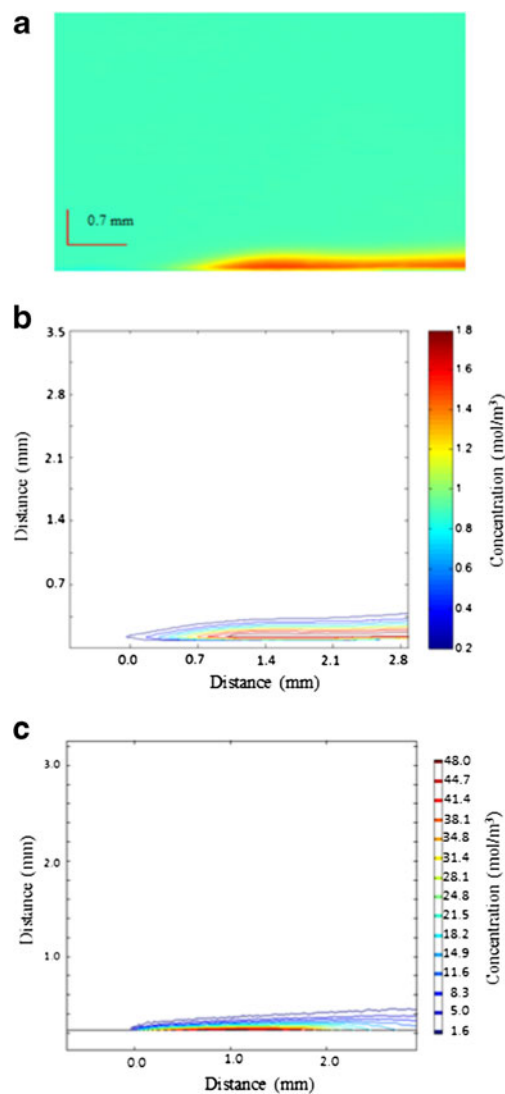 a
0.7 mm
b
3.5
2.8
2.1
1.4
0.7
Distance (mm)
0.0 0.7 1.4 2.1 2.8
Distance (mm)
1.8
1.6
1.4
1.2
1
0.8
0.6
0.4
0.2
Concentration (mol/m³)
c
3.0
2.0
1.0
Distance (mm)
0.0 1.0 2.0
Distance (mm)
48.0
44.7
41.4
38.1
34.8
31.4
28.1
24.8
21.5
18.2
14.9
11.6
8.3
5.0
1.6
Concentration (mol/m³)